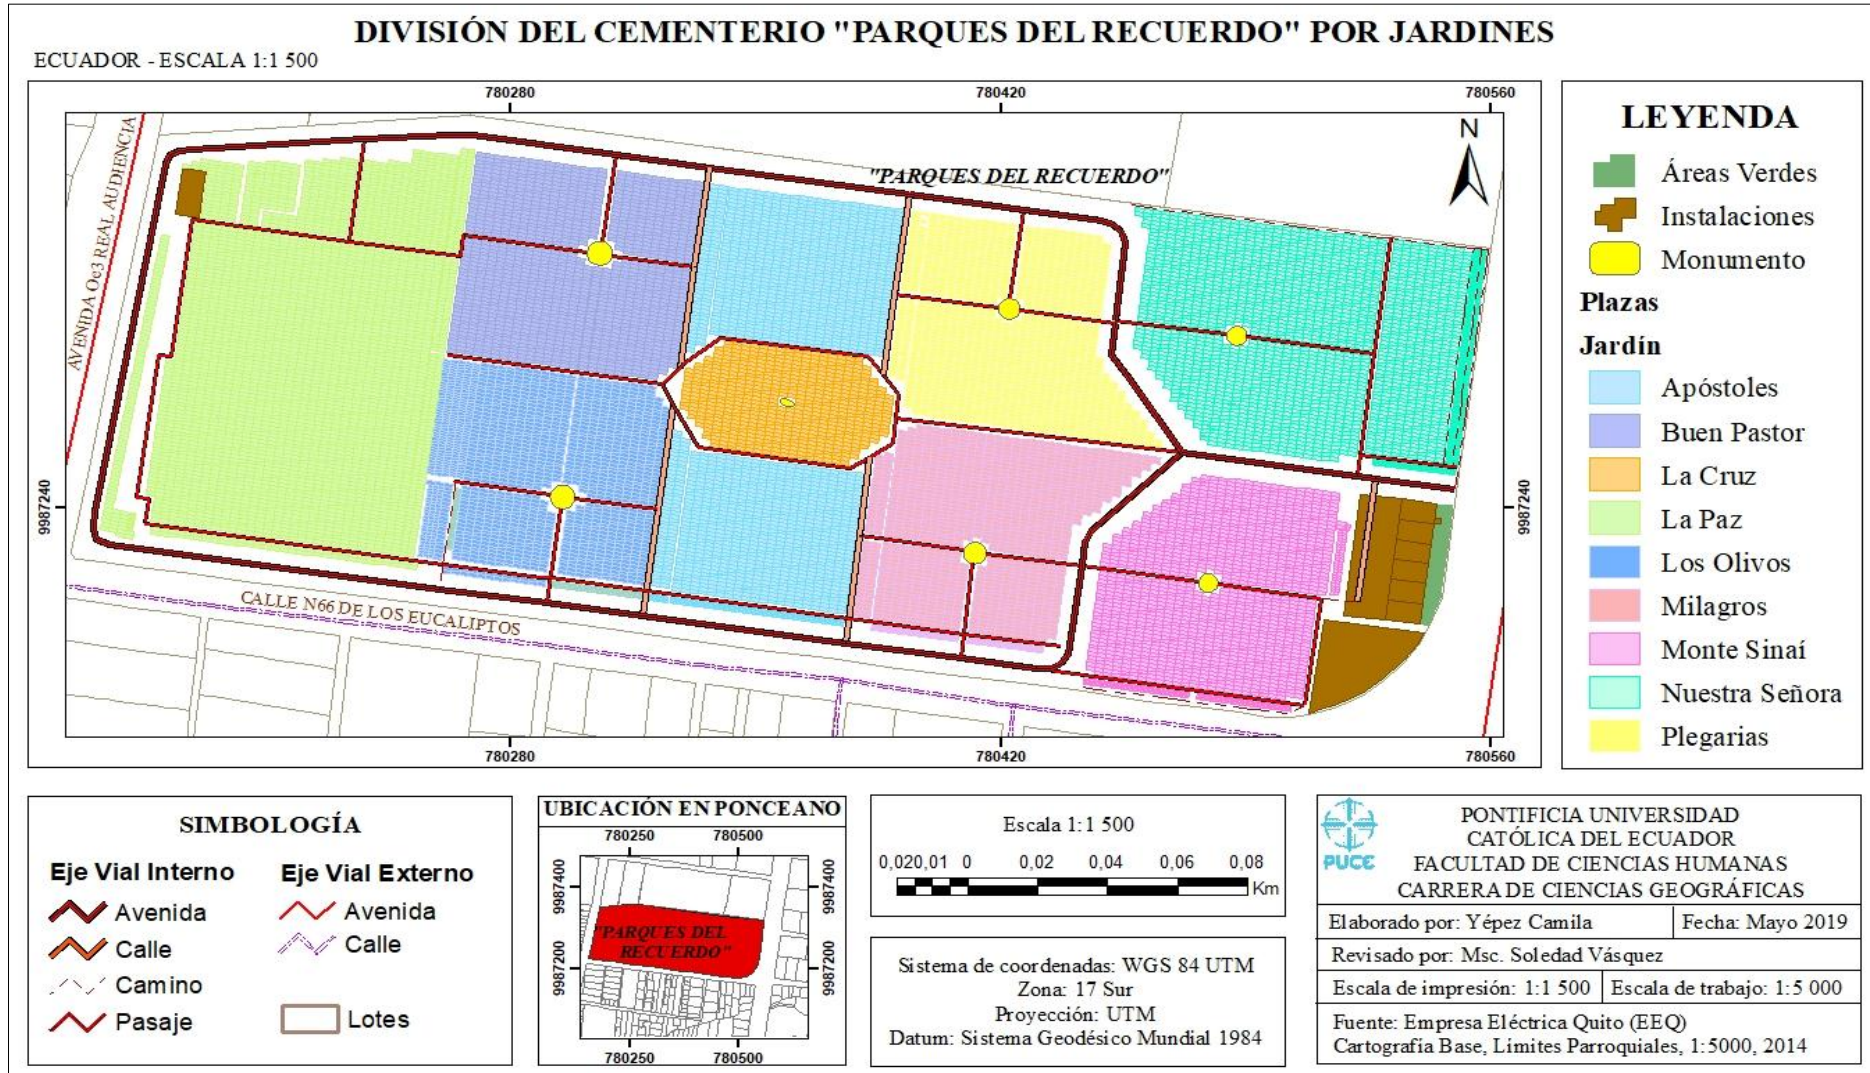 DIVISIÓN DEL CEMENTERIO "PARQUES DEL RECUERDO" POR JARDINES
ECUADOR - ESCALA 1:1 500
780280
780420
780560
N
AVENIDA Oe3 REAL AUDIENCIA
"PARQUES DEL RECUERDO"
9987240
9987240
CALLE N66 DE LOS EUCALIPTOS
780280
780420
780560
LEYENDA
Áreas Verdes
Instalaciones
Monumento
Plazas
Jardín
Apóstoles
Buen Pastor
La Cruz
La Paz
Los Olivos
Milagros
Monte Sinaí
Nuestra Señora
Plegarias
SIMBOLOGÍA
Eje Vial Interno
Avenida
Calle
Camino
Pasaje
Eje Vial Externo
Avenida
Calle
Lotes
UBICACIÓN EN PONCEANO
780250
780500
9987400
9987400
"PARQUES DEL
RECUERDO"
9987200
9987200
780250
780500
Escala 1:1 500
0,020,01 0 0,02 0,04 0,06 0,08
Km
Sistema de coordenadas: WGS 84 UTM
Zona: 17 Sur
Proyección: UTM
Datum: Sistema Geodésico Mundial 1984
PUCE
PONTIFICIA UNIVERSIDAD
CATÓLICA DEL ECUADOR
FACULTAD DE CIENCIAS HUMANAS
CARRERA DE CIENCIAS GEOGRÁFICAS
Elaborado por: Yépez Camila
Fecha: Mayo 2019
Revisado por: Msc. Soledad Vásquez
Escala de impresión: 1:1 500
Escala de trabajo: 1:5 000
Fuente: Empresa Eléctrica Quito (EEQ)
Cartografía Base, Limites Parroquiales, 1:5000, 2014